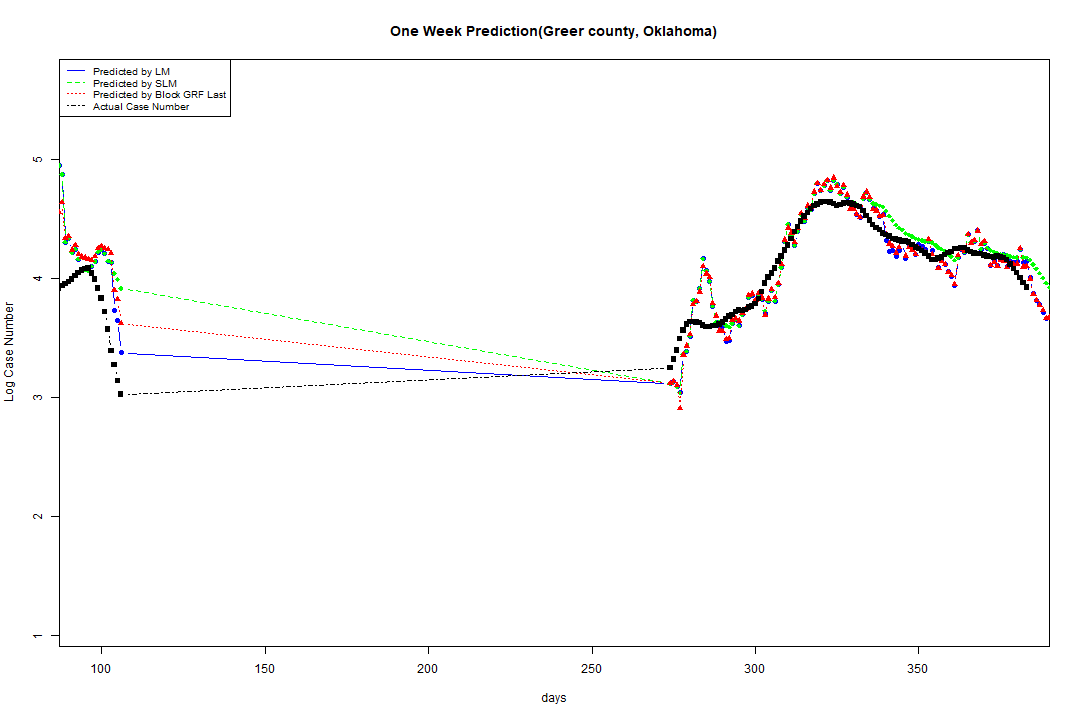 One Week Prediction(Greer county, Oklahoma)
Predicted by LM
Predicted by SLM
Predicted by Block GRF Last
Actual Case Number
5
4
3
2
1
Log Case Number
100 150 200 250 300 350
days